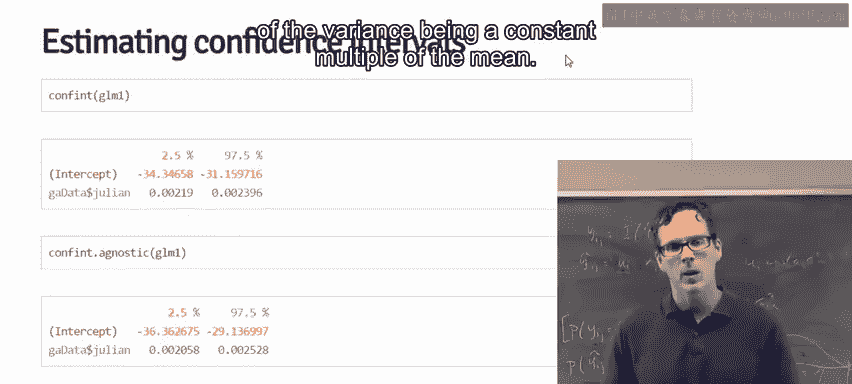 of the variance being a constant
multiple of the mean.
Estimating confidence intervals
confint(glm1)
2.5 % 97.5 %
(Intercept) -34.34658 -31.159716
gaData$julian 0.00219 0.002396
confint.agnostic(glm1)
2.5 % 97.5 %
(Intercept) -36.362675 -29.136997
gaData$julian 0.002058 0.002528